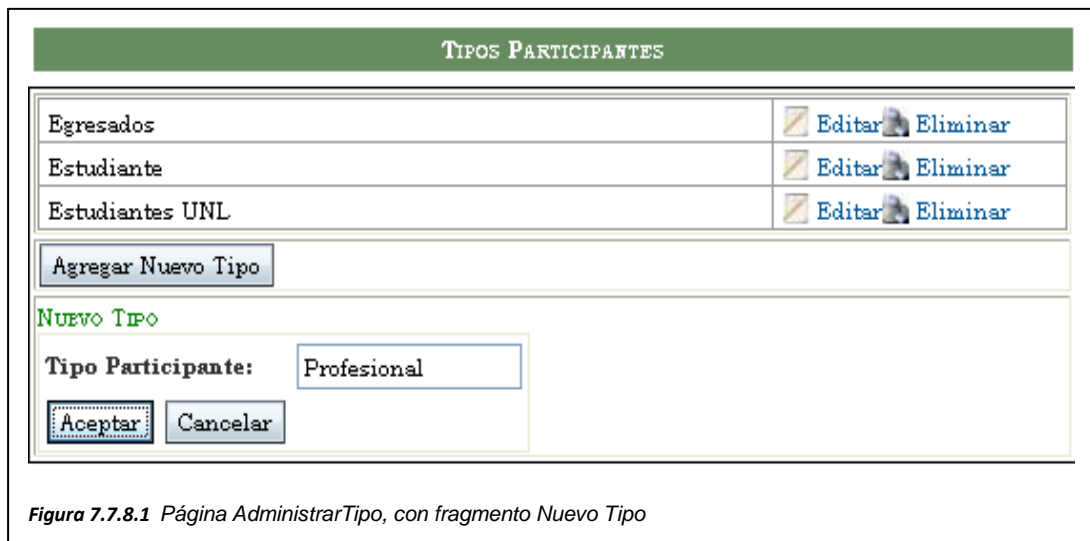 TIPOS PARTICIPANTES
Egresados Editar Eliminar
Estudiante Editar Eliminar
Estudiantes UNL Editar Eliminar
Agregar Nuevo Tipo
NUEVO TIPO
Tipo Participante: Profesional
Aceptar Cancelar
Figura 7.7.8.1 Página AdministrarTipo, con fragmento Nuevo Tipo